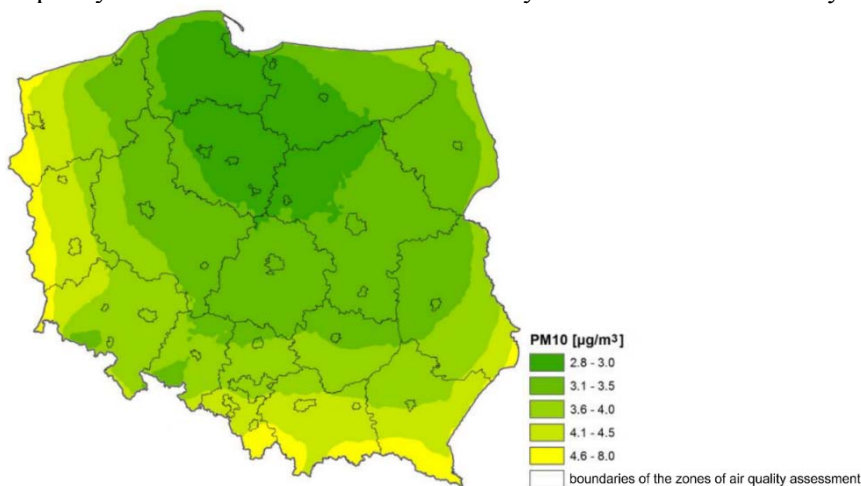 PM10 [µg/m³]
2.8 - 3.0
3.1 - 3.5
3.6 - 4.0
4.1 - 4.5
4.6 - 8.0
boundaries of the zones of air quality assessment